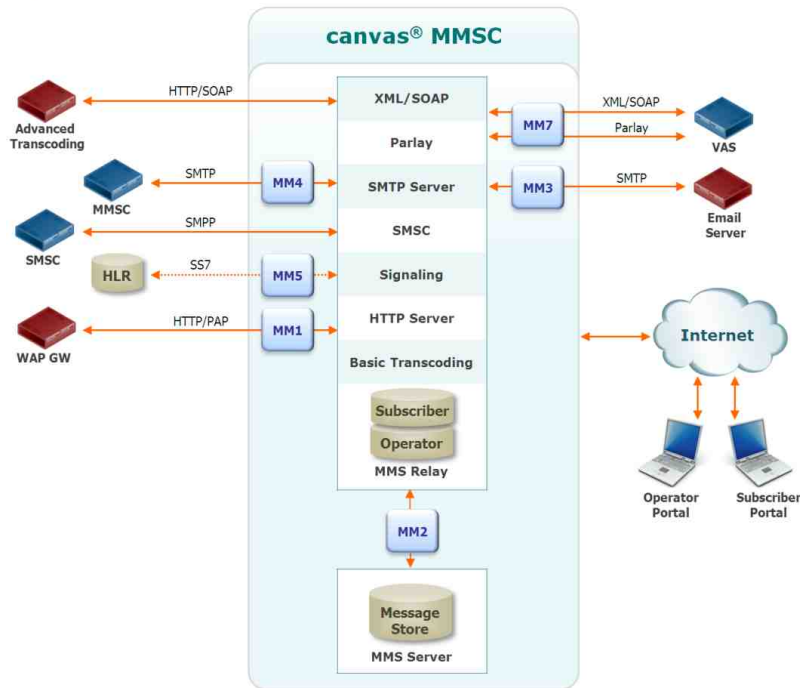 canvas® MMSC
HTTP/SOAP
Advanced
Transcoding
XML/SOAP
MM7
XML/SOAP
Parlay
VAS
Parlay
SMTP
MMSC
MM4
SMTP Server
MM3
SMTP
Email
Server
SMPP
SMSC
SMSC
HLR
SS7
MM5
Signaling
HTTP/PAP
WAP GW
MM1
HTTP Server
Internet
Basic Transcoding
Subscriber
Operator
MMS Relay
Operator
Portal
Subscriber
Portal
MM2
Message
Store
MMS Server